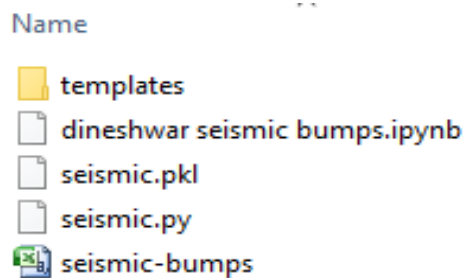 Name
templates
dineshwar seismic bumps.ipynb
seismic.pkl
seismic.py
seismic-bumps